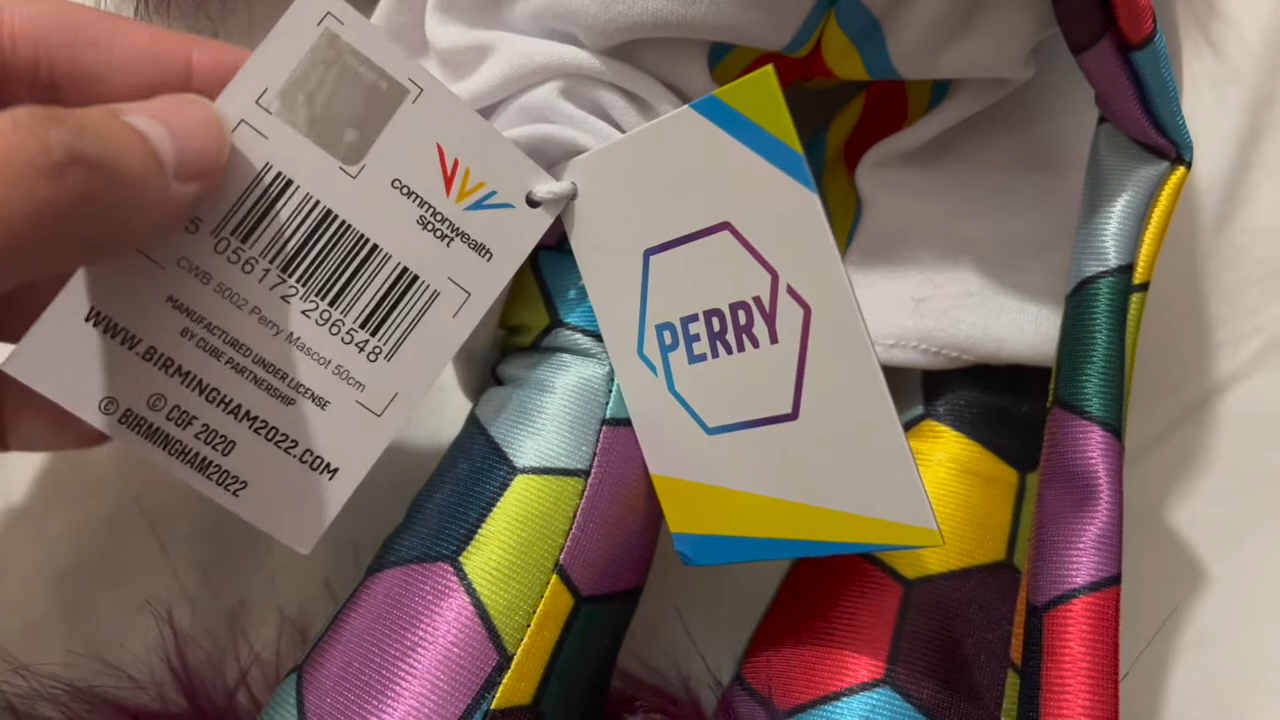 commonwealth
sport
5 056172 296548
CWB 5002 Perry Mascot 50cm
MANUFACTURED UNDER LICENSE
BY CUBE PARTNERSHIP
WWW.BIRMINGHAM2022.COM
© CGF 2020
© BIRMINGHAM2022
PERRY